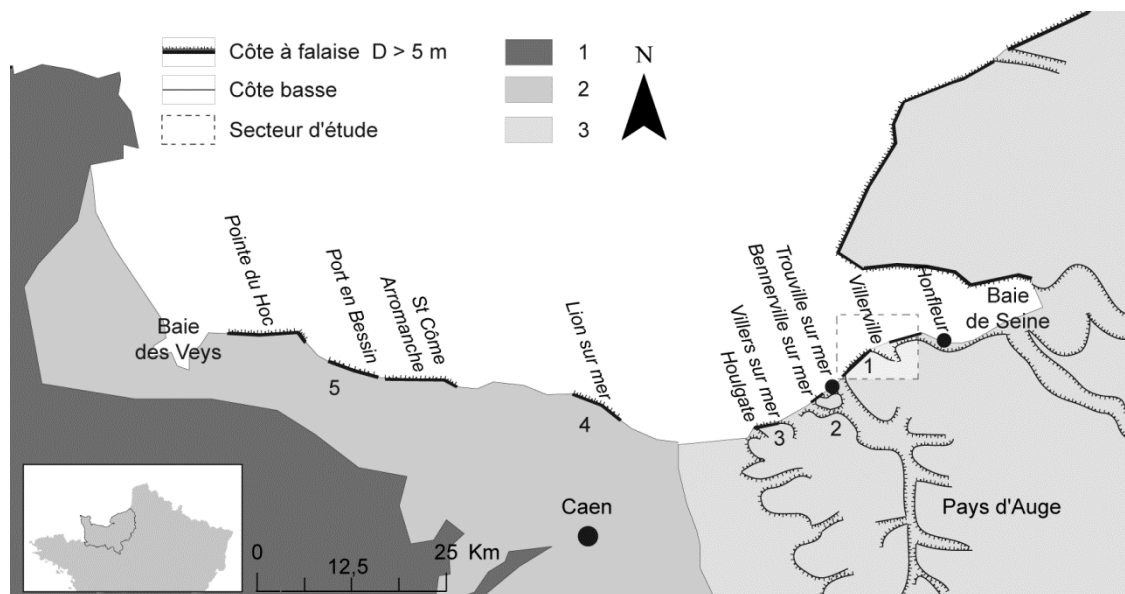 Côte à falaise D > 5 m
Côte basse
Secteur d'étude
1
2
3
N
Pointe du Hoc
Port en Bessin
Arromanche
St Côme
Lion sur mer
Houlgate
Villers sur mer
Bennerville sur mer
Trouville sur mer
Villerville
Honfleur
Baie
de Seine
Baie
des Veys
5
4
3
2
1
Caen
Pays d'Auge
0
12,5
25 Km